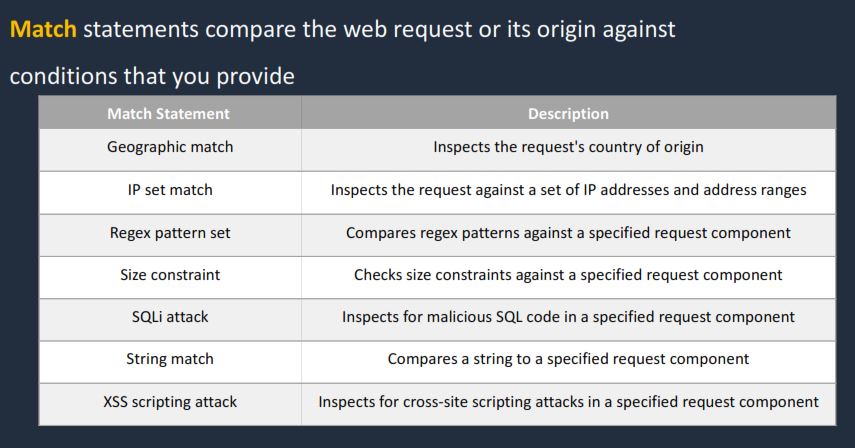 Match statements compare the web request or its origin against
conditions that you provide
Match Statement Description
Geographic match Inspects the request's country of origin
IP set match Inspects the request against a set of IP addresses and address ranges
Regex pattern set Compares regex patterns against a specified request component
Size constraint Checks size constraints against a specified request component
SQLi attack Inspects for malicious SQL code in a specified request component
String match Compares a string to a specified request component
XSS scripting attack Inspects for cross-site scripting attacks in a specified request component